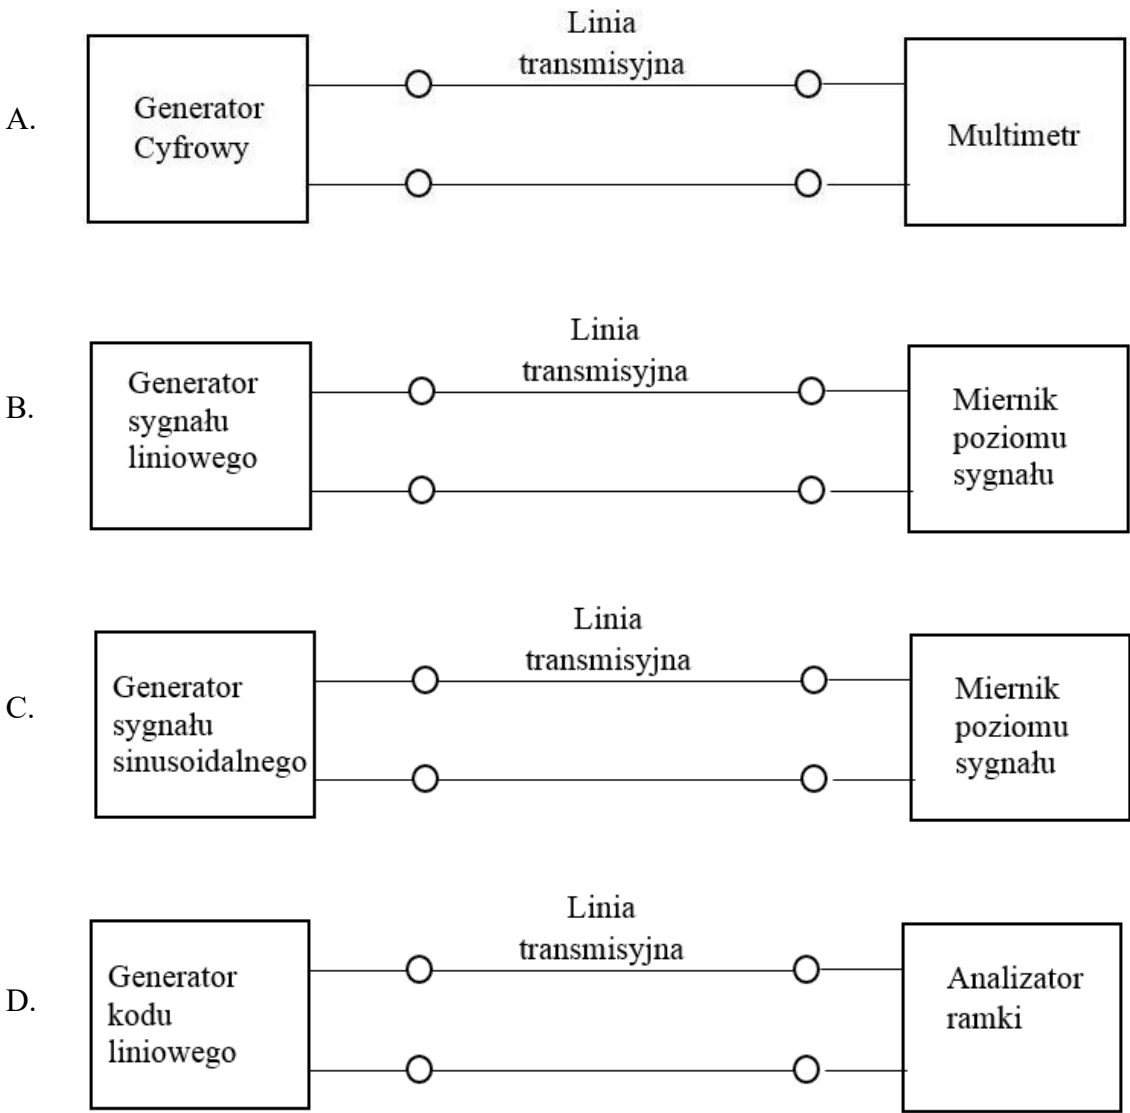 A.
Generator
Cyfrowy
Linia
transmisyjna
Multimetr
B.
Generator
sygnału
liniowego
Linia
transmisyjna
Miernik
poziomu
sygnału
C.
Generator
sygnału
sinusoidalnego
Linia
transmisyjna
Miernik
poziomu
sygnału
D.
Generator
kodu
liniowego
Linia
transmisyjna
Analizator
ramki